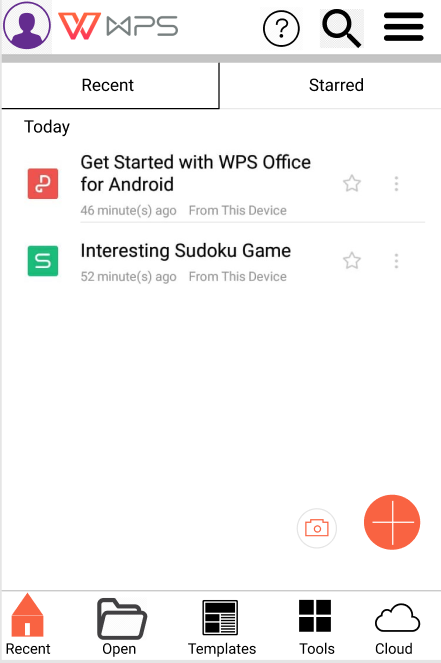 WPS
Recent
Starred
Today
Get Started with WPS Office
for Android
46 minute(s) ago From This Device
Interesting Sudoku Game
52 minute(s) ago From This Device
Recent
Open
Templates
Tools
Cloud